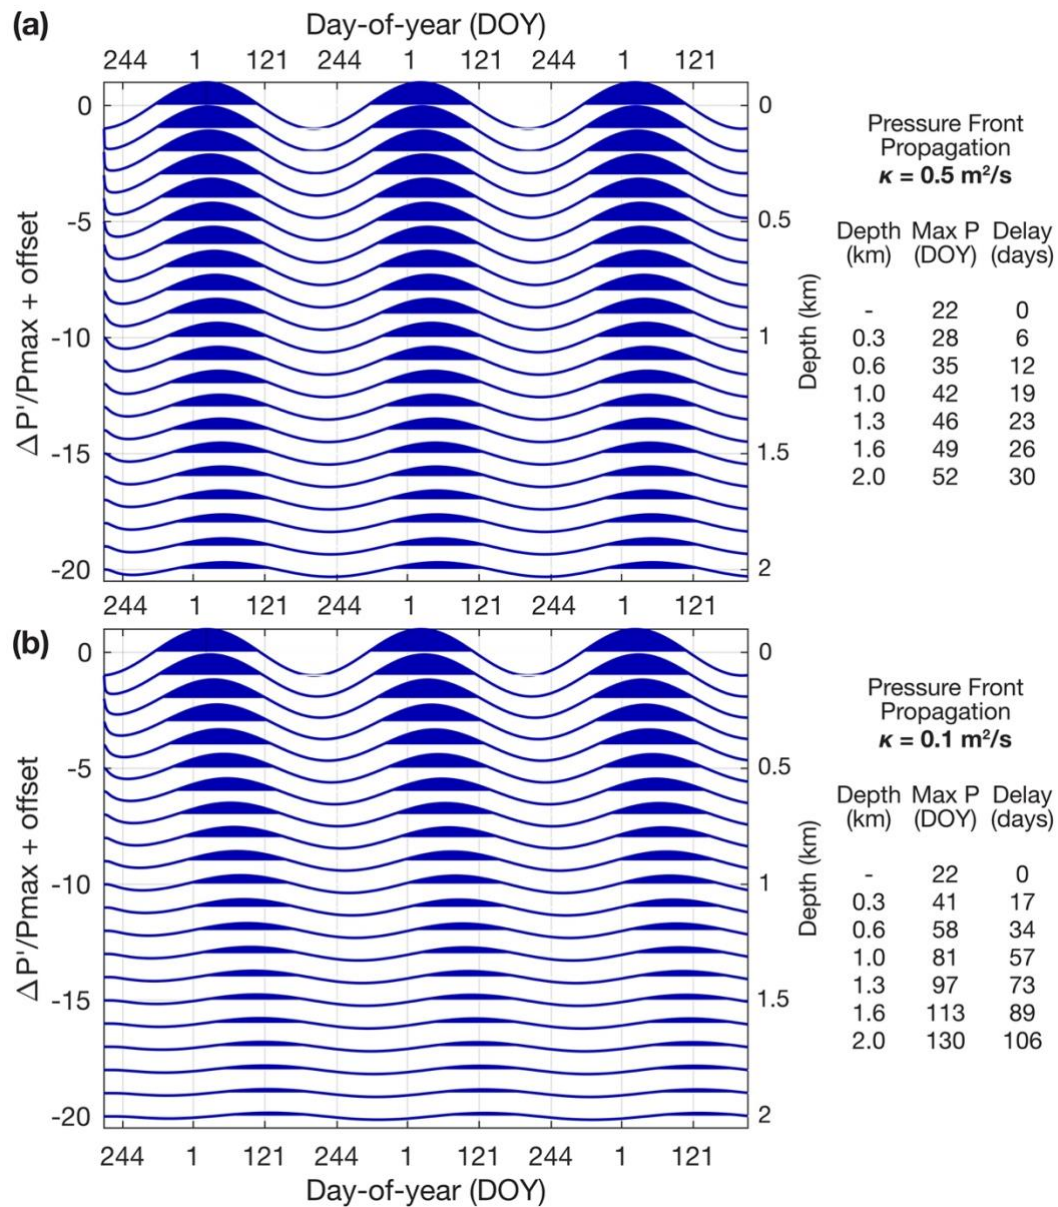 (a)
Day-of-year (DOY)
244 1 121 244 1 121 244 1 121
0
-5
-10
-15
-20
Δ P'/Pmax + offset
0
0.5
1
1.5
2
Depth (km)
244 1 121 244 1 121 244 1 121
Pressure Front
Propagation
κ = 0.5 m²/s
Depth Max P Delay
(km) (DOY) (days)
- 22 0
0.3 28 6
0.6 35 12
1.0 42 19
1.3 46 23
1.6 49 26
2.0 52 30
(b)
0
-5
-10
-15
-20
Δ P'/Pmax + offset
0
0.5
1
1.5
2
Depth (km)
244 1 121 244 1 121 244 1 121
Day-of-year (DOY)
Pressure Front
Propagation
κ = 0.1 m²/s
Depth Max P Delay
(km) (DOY) (days)
- 22 0
0.3 41 17
0.6 58 34
1.0 81 57
1.3 97 73
1.6 113 89
2.0 130 106